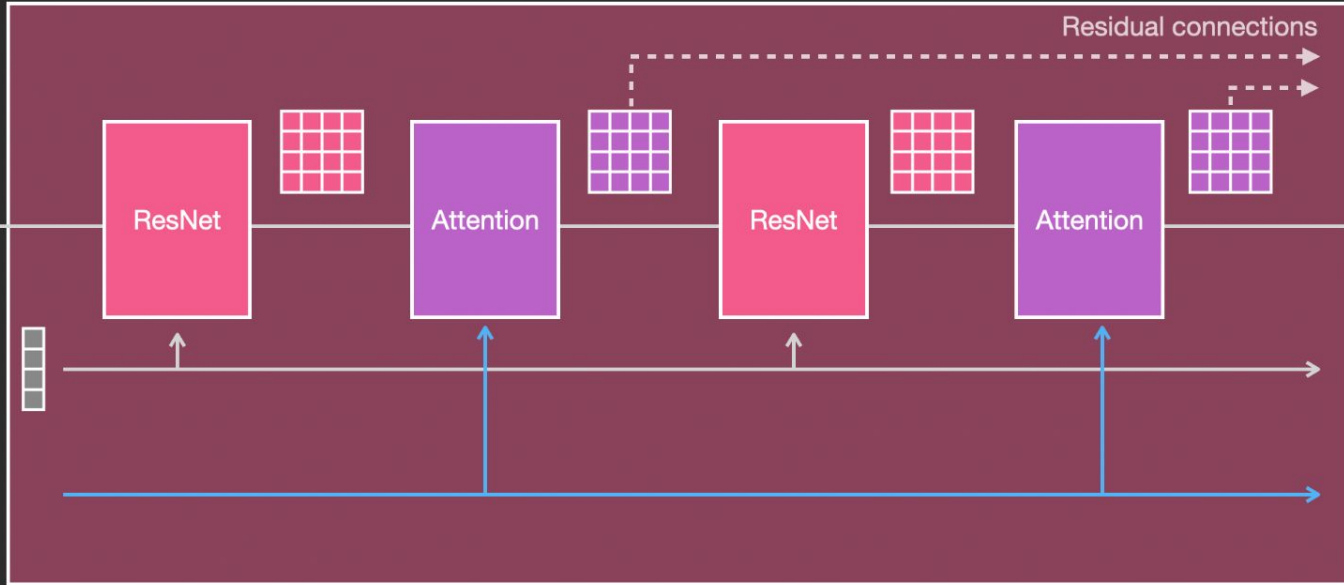 Residual connections
ResNet
Attention
ResNet
Attention